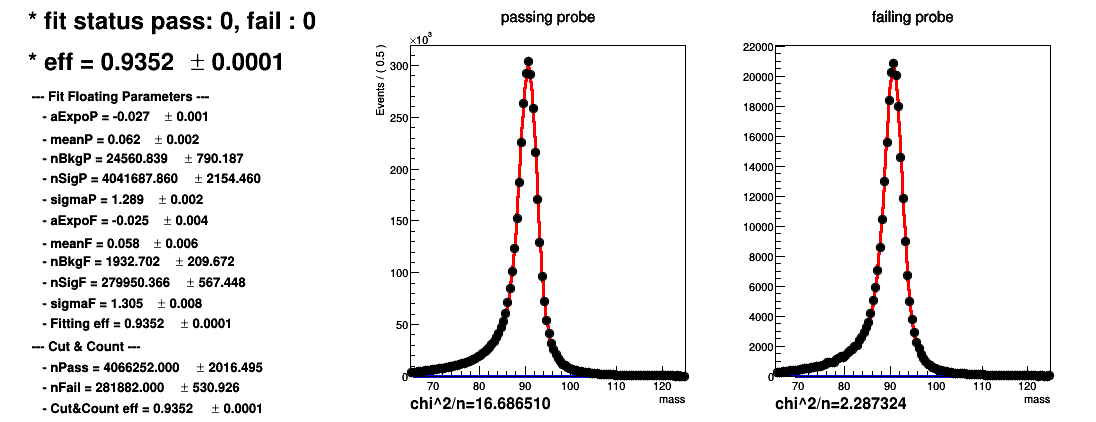 * fit status pass: 0, fail : 0
* eff = 0.9352 ± 0.0001
--- Fit Floating Parameters ---
- aExpoP = -0.027 ± 0.001
- meanP = 0.062 ± 0.002
- nBkgP = 24560.839 ± 790.187
- nSigP = 4041687.860 ± 2154.460
- sigmaP = 1.289 ± 0.002
- aExpoF = -0.025 ± 0.004
- meanF = 0.058 ± 0.006
- nBkgF = 1932.702 ± 209.672
- nSigF = 279950.366 ± 567.448
- sigmaF = 1.305 ± 0.008
- Fitting eff = 0.9352 ± 0.0001
--- Cut & Count ---
- nPass = 4066252.000 ± 2016.495
- nFail = 281882.000 ± 530.926
- Cut&Count eff = 0.9352 ± 0.0001
passing probe
×10³
Events / ( 0.5 )
300
250
200
150
100
50
0
70 80 90 100 110 120
mass
chi^2/n=16.686510
failing probe
22000
20000
18000
16000
14000
12000
10000
8000
6000
4000
2000
0
70 80 90 100 110 120
mass
chi^2/n=2.287324